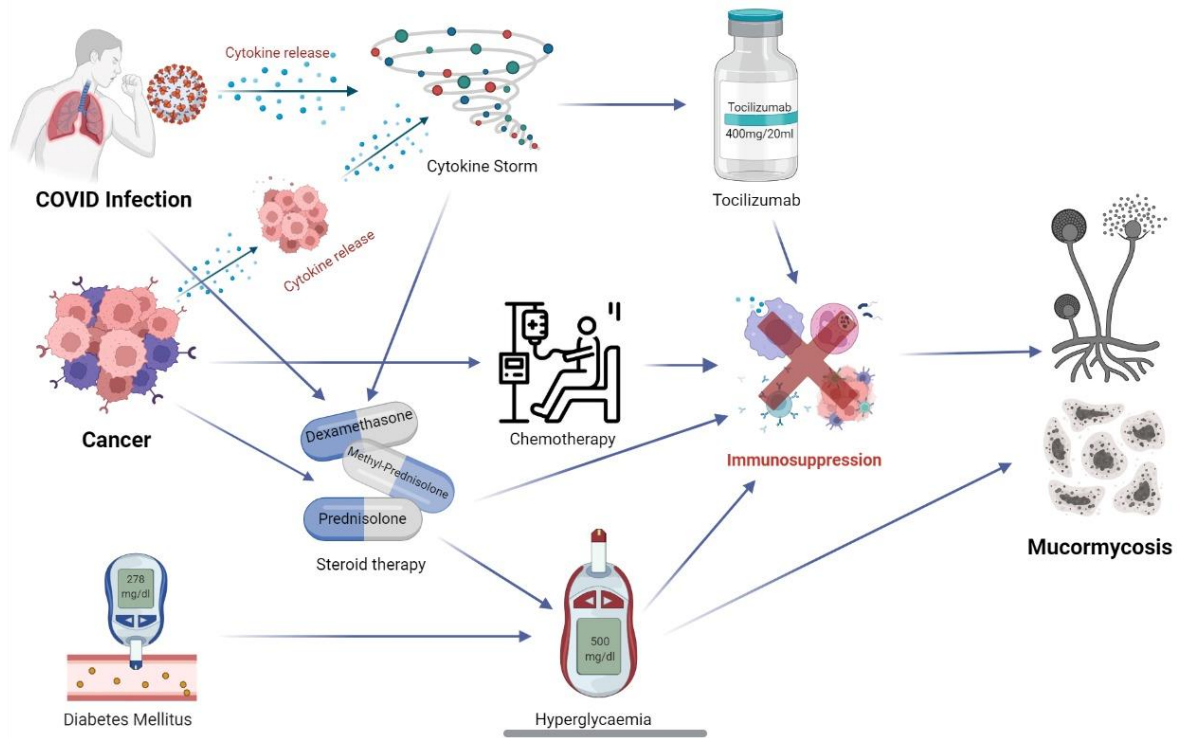 Cytokine release
Tocilizumab
400mg/20ml
Cytokine Storm
COVID Infection
Tocilizumab
Cytokine release
Dexamethasone
Chemotherapy
Cancer
Methyl-Prednisolone
Immunosuppression
Prednisolone
Mucormycosis
Steroid therapy
278
mg/dl
500
mg/dl
Diabetes Mellitus
Hyperglycaemia